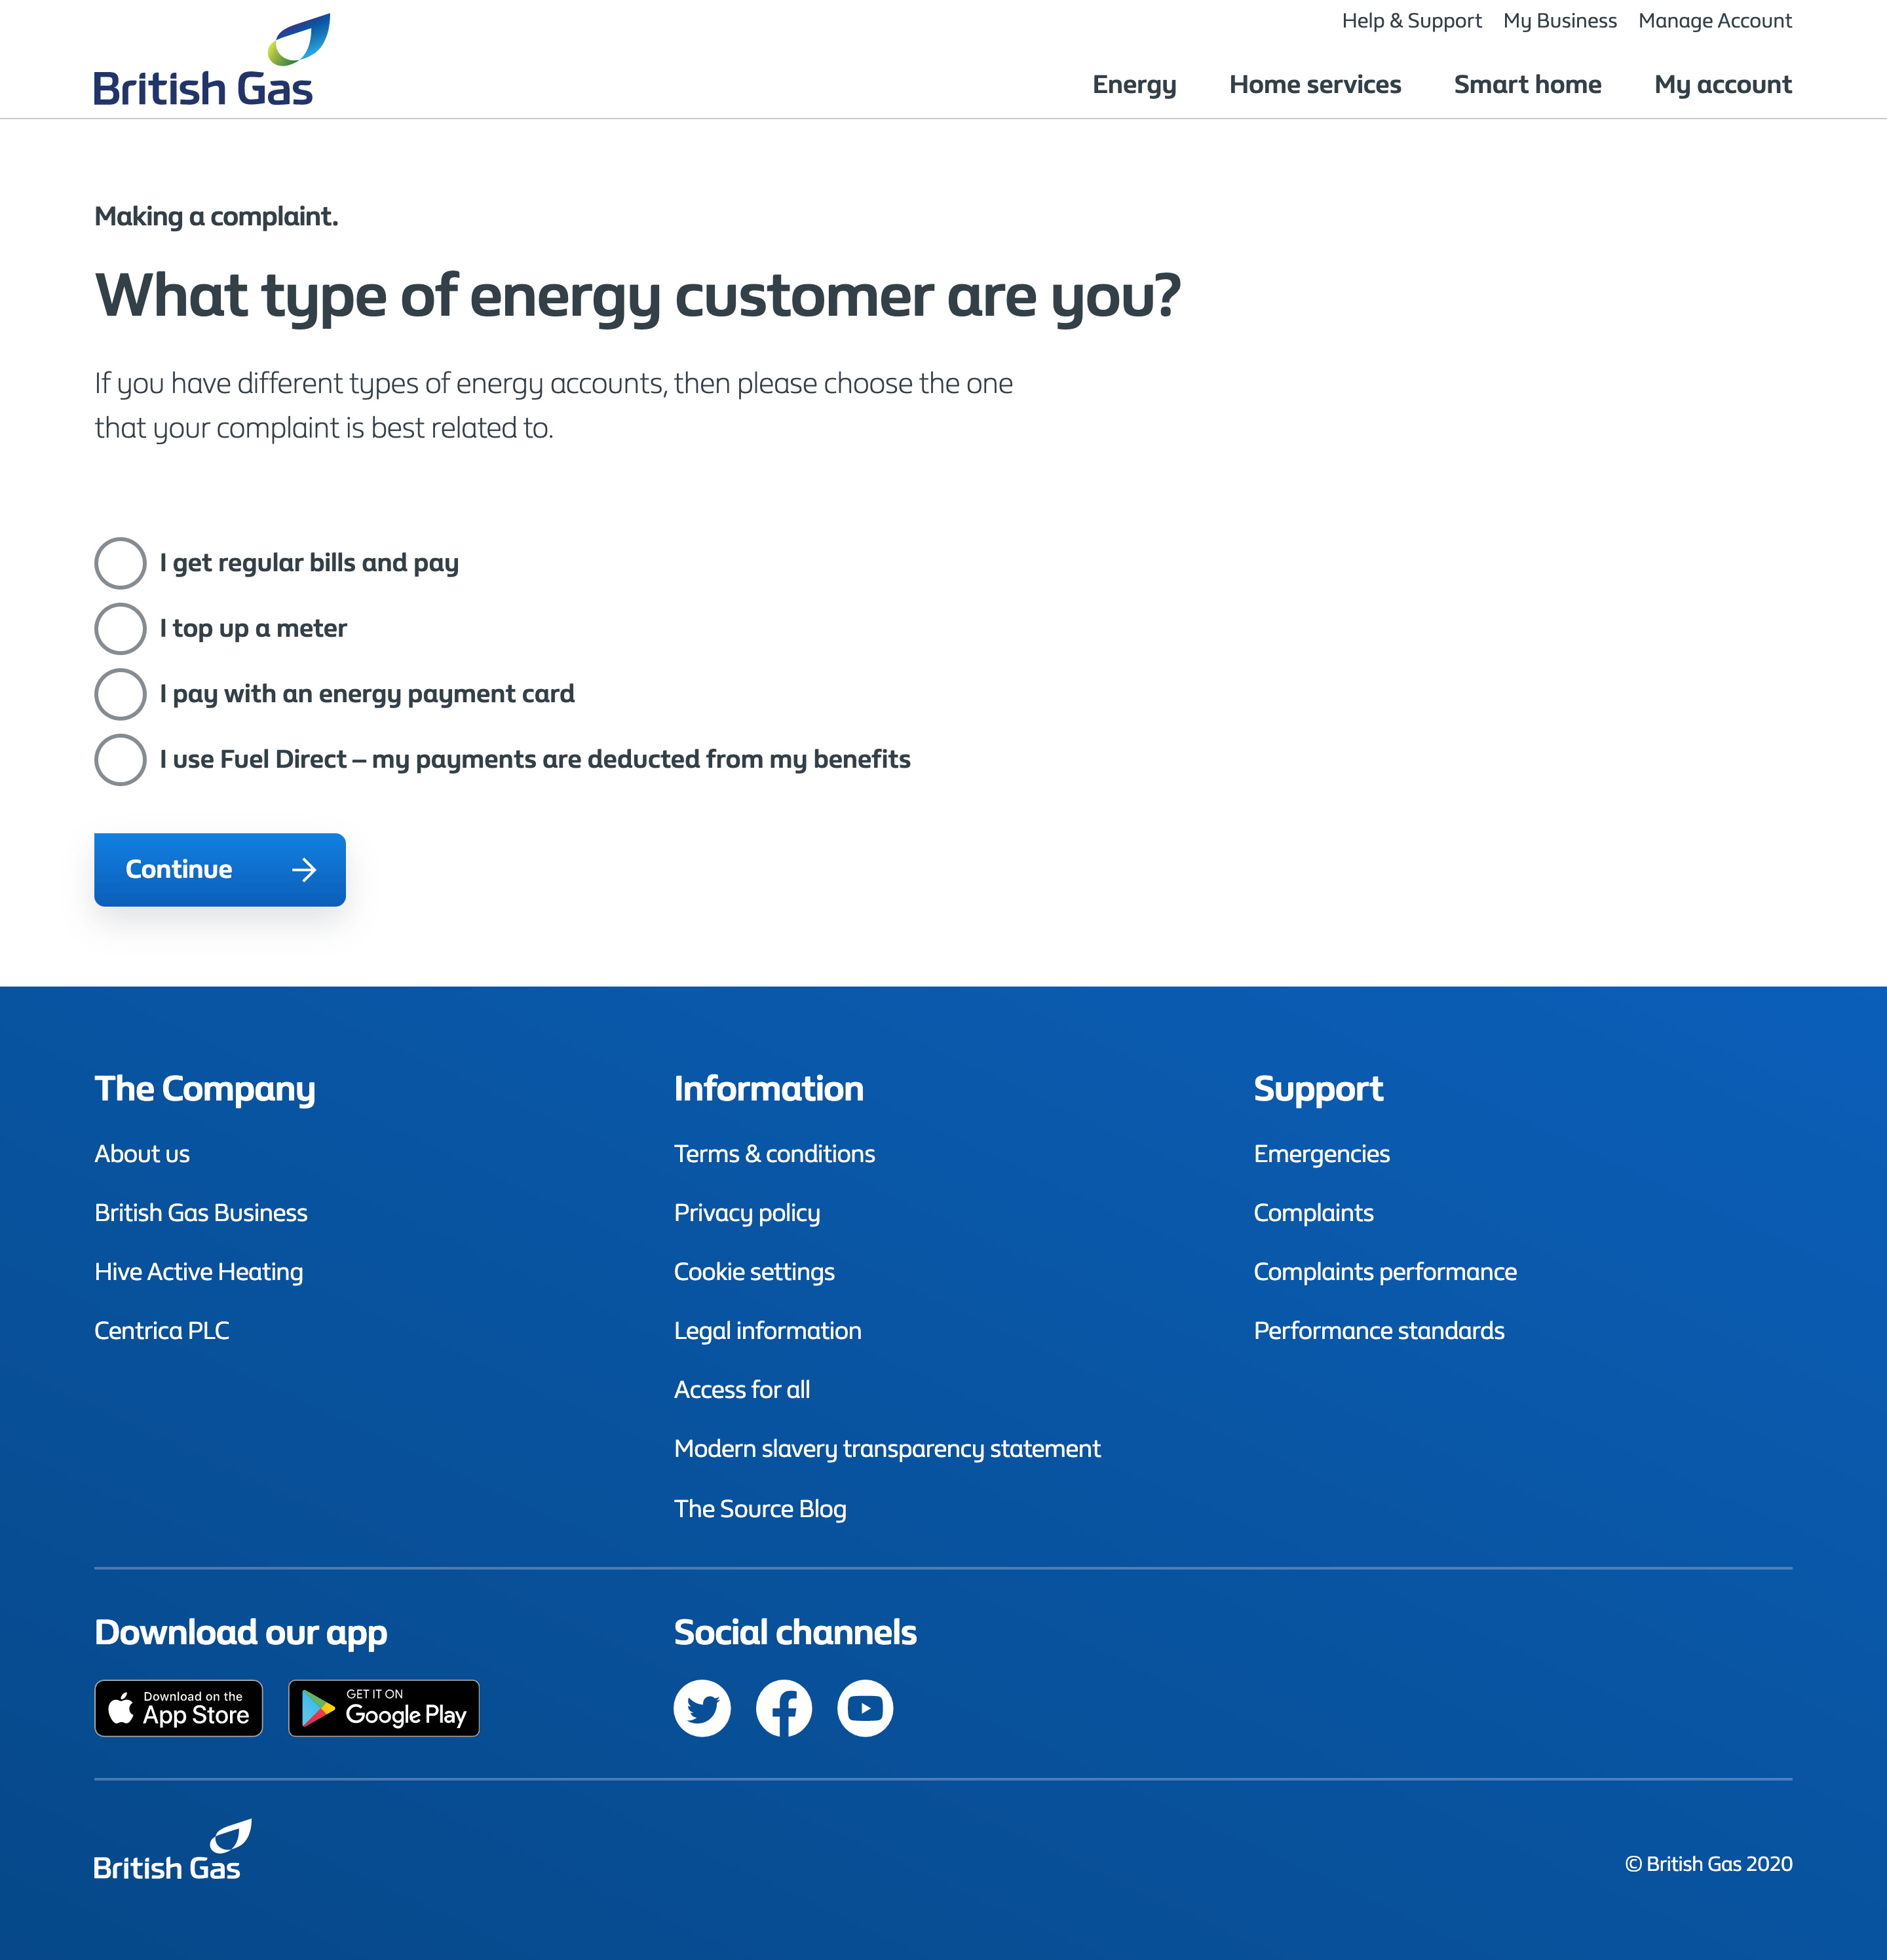 British Gas
Help & Support My Business Manage Account
Energy Home services Smart home My account
Making a complaint.
What type of energy customer are you?
If you have different types of energy accounts, then please choose the one
that your complaint is best related to.
I get regular bills and pay
I top up a meter
I pay with an energy payment card
I use Fuel Direct – my payments are deducted from my benefits
Continue
The Company
About us
British Gas Business
Hive Active Heating
Centrica PLC
Information
Terms & conditions
Privacy policy
Cookie settings
Legal information
Access for all
Modern slavery transparency statement
The Source Blog
Support
Emergencies
Complaints
Complaints performance
Performance standards
Download our app
Download on the
App Store
GET IT ON
Google Play
Social channels
British Gas
© British Gas 2020